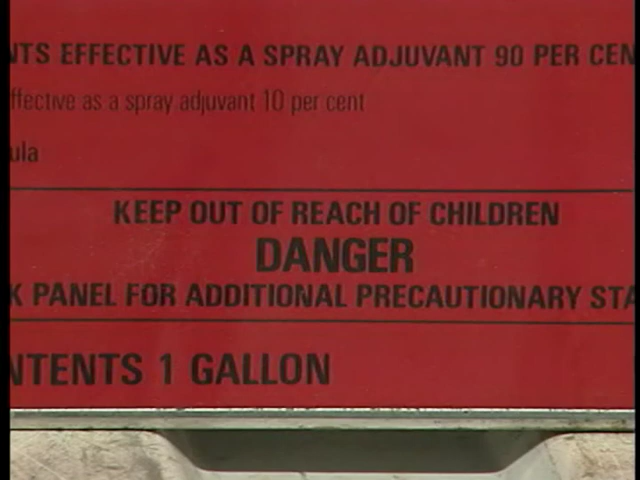 NTS EFFECTIVE AS A SPRAY ADJUVANT 90 PER CEN
ffective as a spray adjuvant 10 per cent
ula
KEEP OUT OF REACH OF CHILDREN
DANGER
K PANEL FOR ADDITIONAL PRECAUTIONARY STA
NTENTS 1 GALLON